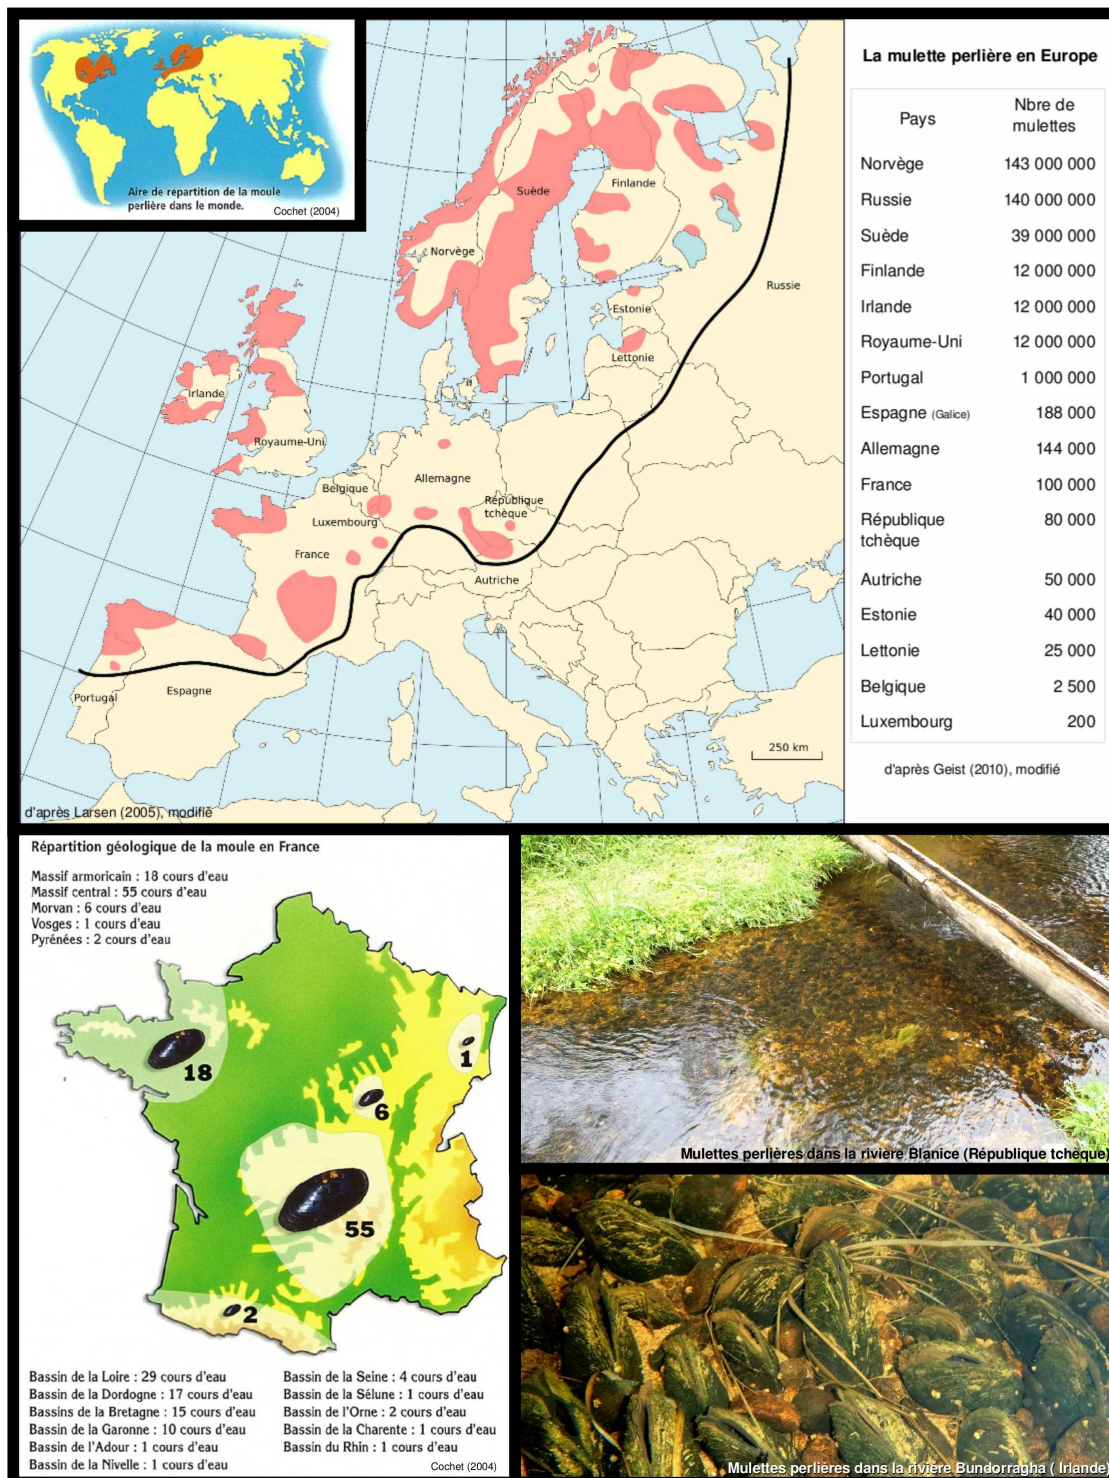 Aire de répartition de la moule
perlière dans le monde.
Cochet (2004)
Suède
Finlande
Norvège
Russie
Estonie
Lettonie
Irlande
Royaume-Uni
Allemagne
Belgique
République
tchèque
Luxembourg
France
Autriche
Espagne
Portugal
250 km
d'après Larsen (2005), modifié
La mulette perlière en Europe
Pays Nbre de
mulettes
Norvège 143 000 000
Russie 140 000 000
Suède 39 000 000
Finlande 12 000 000
Irlande 12 000 000
Royaume-Uni 12 000 000
Portugal 1 000 000
Espagne (Galice) 188 000
Allemagne 144 000
France 100 000
République 80 000
tchèque
Autriche 50 000
Estonie 40 000
Lettonie 25 000
Belgique 2 500
Luxembourg 200
d'après Geist (2010), modifié
Répartition géologique de la moule en France
Massif armoricain : 18 cours d'eau
Massif central : 55 cours d'eau
Morvan : 6 cours d'eau
Vosges : 1 cours d'eau
Pyrénées : 2 cours d'eau
18
1
6
55
2
Bassin de la Loire : 29 cours d'eau
Bassin de la Dordogne : 17 cours d'eau
Bassins de la Bretagne : 15 cours d'eau
Bassin de la Garonne : 10 cours d'eau
Bassin de l'Adour : 1 cours d'eau
Bassin de la Nivelle : 1 cours d'eau
Bassin de la Seine : 4 cours d'eau
Bassin de la Sélune : 1 cours d'eau
Bassin de l'Orne : 2 cours d'eau
Bassin de la Charente : 1 cours d'eau
Bassin du Rhin : 1 cours d'eau
Cochet (2004)
Mulettes perlières dans la rivière Blanice (République tchèque)
Mulettes perlières dans la rivière Bundorragha ( Irlande)